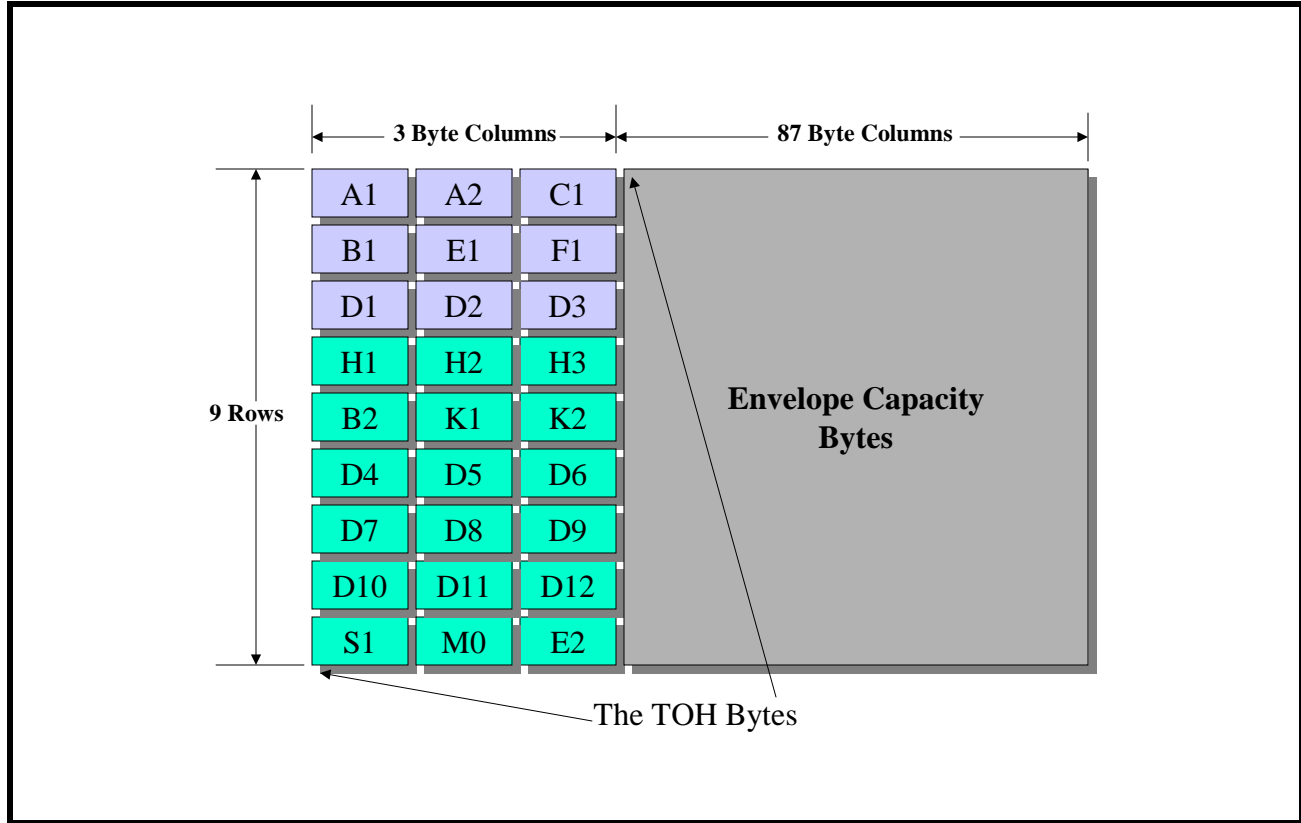 3 Byte Columns 87 Byte Columns
A1 A2 C1
B1 E1 F1
D1 D2 D3
H1 H2 H3
9 Rows
B2 K1 K2
Envelope Capacity
Bytes
D4 D5 D6
D7 D8 D9
D10 D11 D12
S1 M0 E2
The TOH Bytes